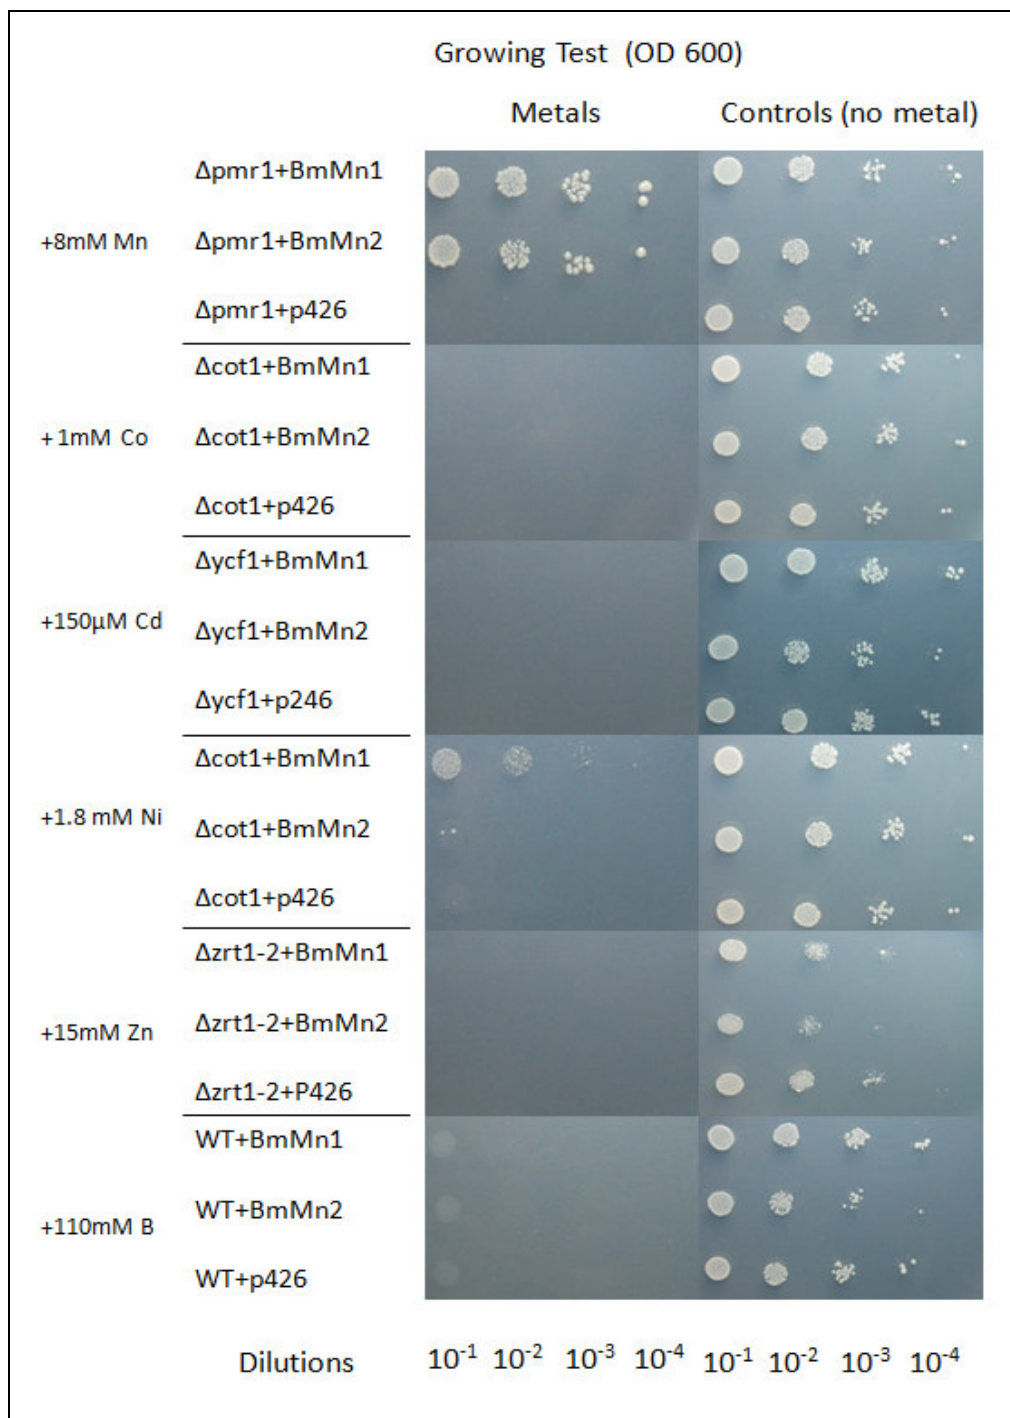 Growing Test (OD 600)
Metals Controls (no metal)
Δpmr1+BmMn1
+8mM Mn Δpmr1+BmMn2
Δpmr1+p426
Δcot1+BmMn1
+1mM Co Δcot1+BmMn2
Δcot1+p426
Δycf1+BmMn1
+150µM Cd Δycf1+BmMn2
Δycf1+p246
Δcot1+BmMn1
+1.8 mM Ni Δcot1+BmMn2
Δcot1+p426
Δzrt1-2+BmMn1
+15mM Zn Δzrt1-2+BmMn2
Δzrt1-2+P426
WT+BmMn1
+110mM B WT+BmMn2
WT+p426
Dilutions 10⁻¹ 10⁻² 10⁻³ 10⁻⁴ 10⁻¹ 10⁻² 10⁻³ 10⁻⁴